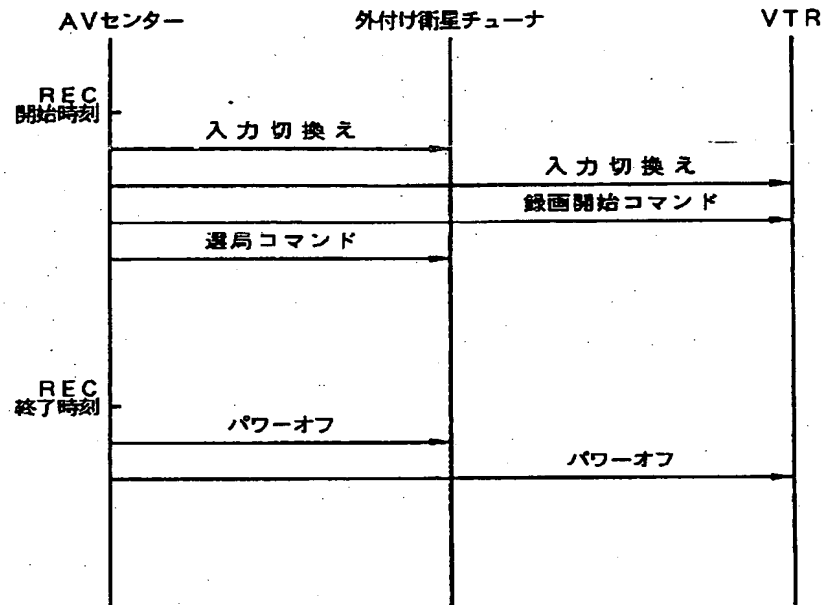 AVセンター
外付け衛星チューナ
VTR
REC
開始時刻
入力切換え
入力切換え
録画開始コマンド
選局コマンド
REC
終了時刻
パワーオフ
パワーオフ